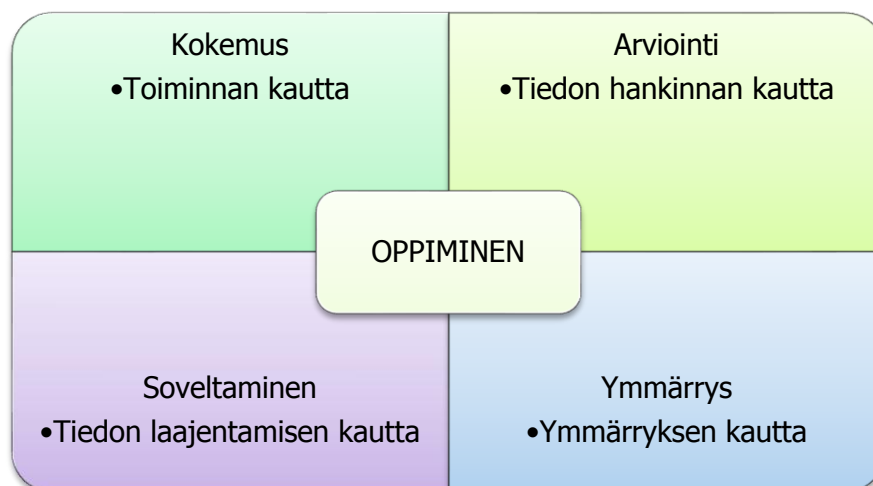 Kokemus
•Toiminnan kautta
Arviointi
•Tiedon hankinnan kautta
OPPIMINEN
Soveltaminen
•Tiedon laajentamisen kautta
Ymmärrys
•Ymmärryksen kautta